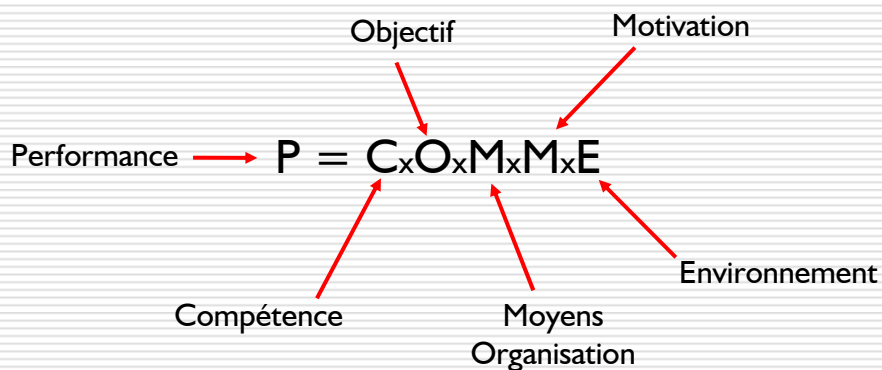 Objectif
Motivation
Performance
P = CxOxMxMxE
Environnement
Compétence
Moyens
Organisation